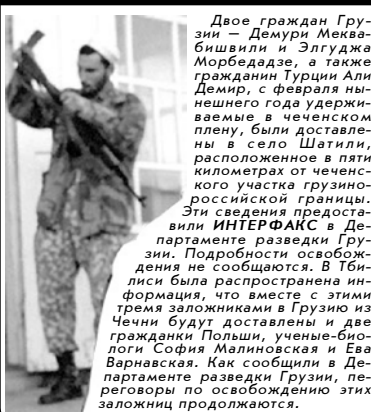 Двое граждан Гру-
зии — Демури Меква-
бишвили и Элгуджа
Морбедадзе, а также
гражданин Турции Али
Демир, с февраля ны-
нешнего года удержи-
ваемые в чеченском
плену, были доставле-
ны в село Шатили,
расположенное в пяти
километрах от чеченс-
кого участка грузино-
российской границы.
Эти сведения предоста-
вили ИНТЕРФАКС в Де-
партаменте разведки Гру-
зии. Подробности освобож-
дения не сообщаются. В Тби-
лиси была распространена ин-
формация, что вместе с этими
тремя заложниками в Грузию из
Чечни будут доставлены и две
гражданки Польши, ученые-био-
логи София Малиновская и Ева
Варнавская. Как сообщили в Де-
партаменте разведки Грузии, пе-
реговоры по освобождению этих
заложниц продолжаются.